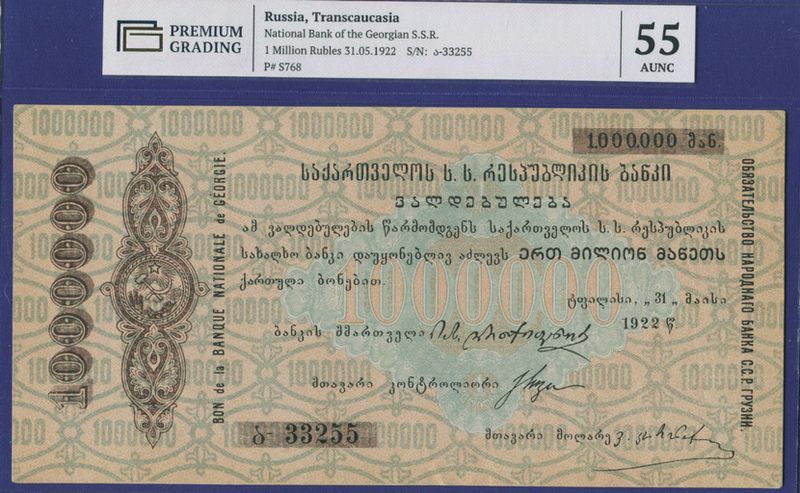 PREMIUM
GRADING
Russia, Transcaucasia
National Bank of the Georgian S.S.R.
1 Million Rubles 31.05.1922 S/N: ა-33255
P# S768
55
AUNC
1000000
1.000.000 მან.
საქართველოს ს. ს. რესპუბლიკის ბანკი
ვალდებულება
ამ ვალდებულების წარმომდგენს საქართველოს ს. ს. რესპუბლიკის
სახალხო ბანკი დაუყონებლივ აძლევს ერთ მილიონ მანეთს
ქართული ბონებით.
1000000
ტფილისი, „31„ მაისი
1922 წ.
ბანკის მმართველი
მთავარი კონტროლიორი
მთავარი მოლარე
ა- 33255
1000000
BON de la BANQUE NATIONALE de GEORGIE.
ОБЯЗАТЕЛЬСТВО НАРОДНАГО БАНКА С.С.Р. ГРУЗИИ.